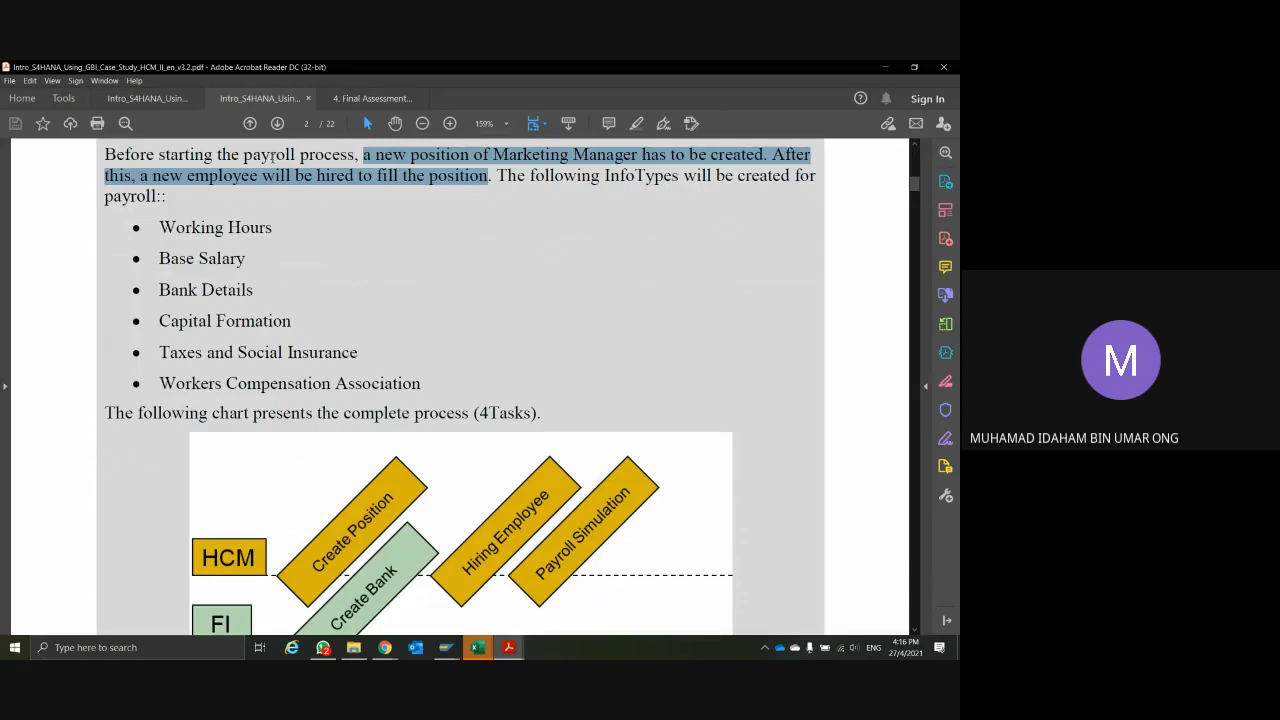 Intro_S4HANA_Using_GBI_Case_Study_HCM_II_en_v3.2.pdf - Adobe Acrobat Reader DC (32-bit)
File Edit View Sign Window Help
Home Tools Intro_S4HANA_Usin... Intro_S4HANA_Usin... × 4. Final Assessment... Sign In
2 / 22 159%
Before starting the payroll process, a new position of Marketing Manager has to be created. After
this, a new employee will be hired to fill the position. The following InfoTypes will be created for
payroll::
• Working Hours
• Base Salary
• Bank Details
• Capital Formation
• Taxes and Social Insurance
• Workers Compensation Association
The following chart presents the complete process (4Tasks).
Create Position
Hiring Employee
Payroll Simulation
HCM
Create Bank
FI
M
MUHAMAD IDAHAM BIN UMAR ONG
Type here to search
2
ENG
4:16 PM
27/4/2021